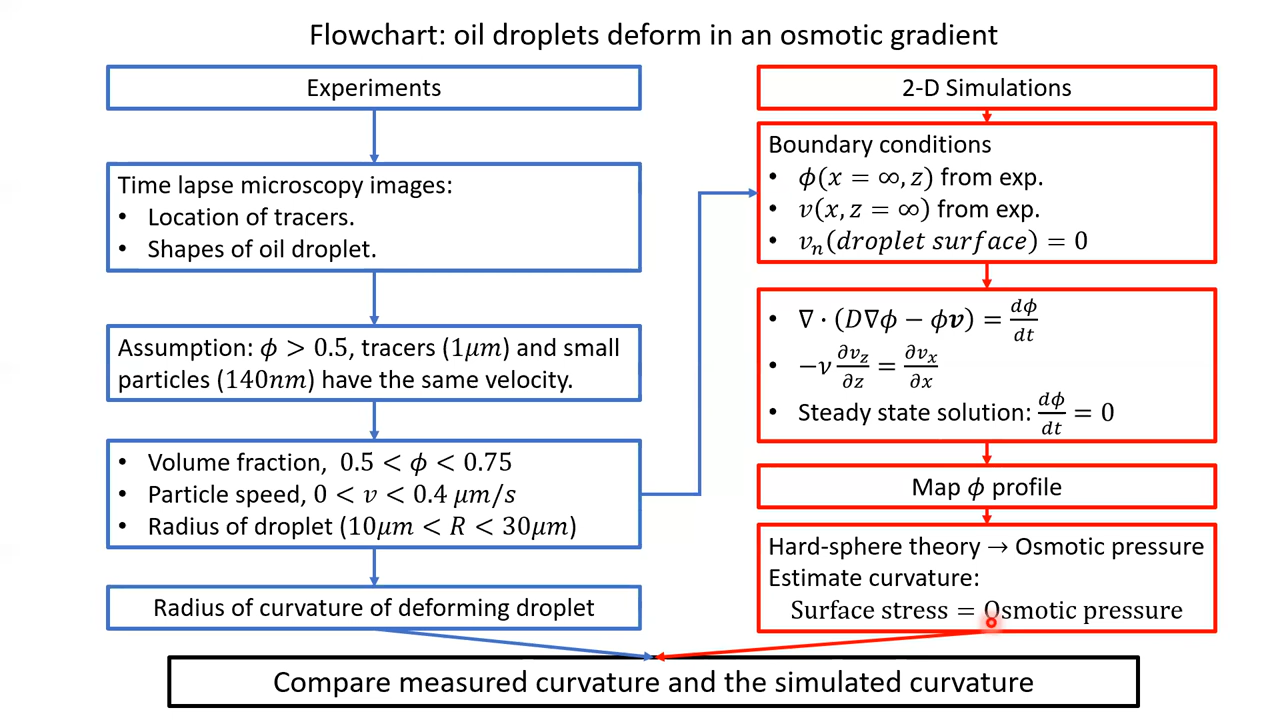 Flowchart: oil droplets deform in an osmotic gradient
Experiments
Time lapse microscopy images:
• Location of tracers.
• Shapes of oil droplet.
Assumption: ϕ > 0.5, tracers (1μm) and small
particles (140nm) have the same velocity.
• Volume fraction, 0.5 < ϕ < 0.75
• Particle speed, 0 < v < 0.4 μm/s
• Radius of droplet (10μm < R < 30μm)
Radius of curvature of deforming droplet
2-D Simulations
Boundary conditions
• ϕ(x = ∞, z) from exp.
• v(x, z = ∞) from exp.
• vₙ(droplet surface) = 0
• ∇ · (D∇ϕ − ϕ𝒗) = dϕ/dt
• −ν ∂v_z/∂z = ∂v_x/∂x
• Steady state solution: dϕ/dt = 0
Map ϕ profile
Hard-sphere theory → Osmotic pressure
Estimate curvature:
Surface stress = Osmotic pressure
Compare measured curvature and the simulated curvature